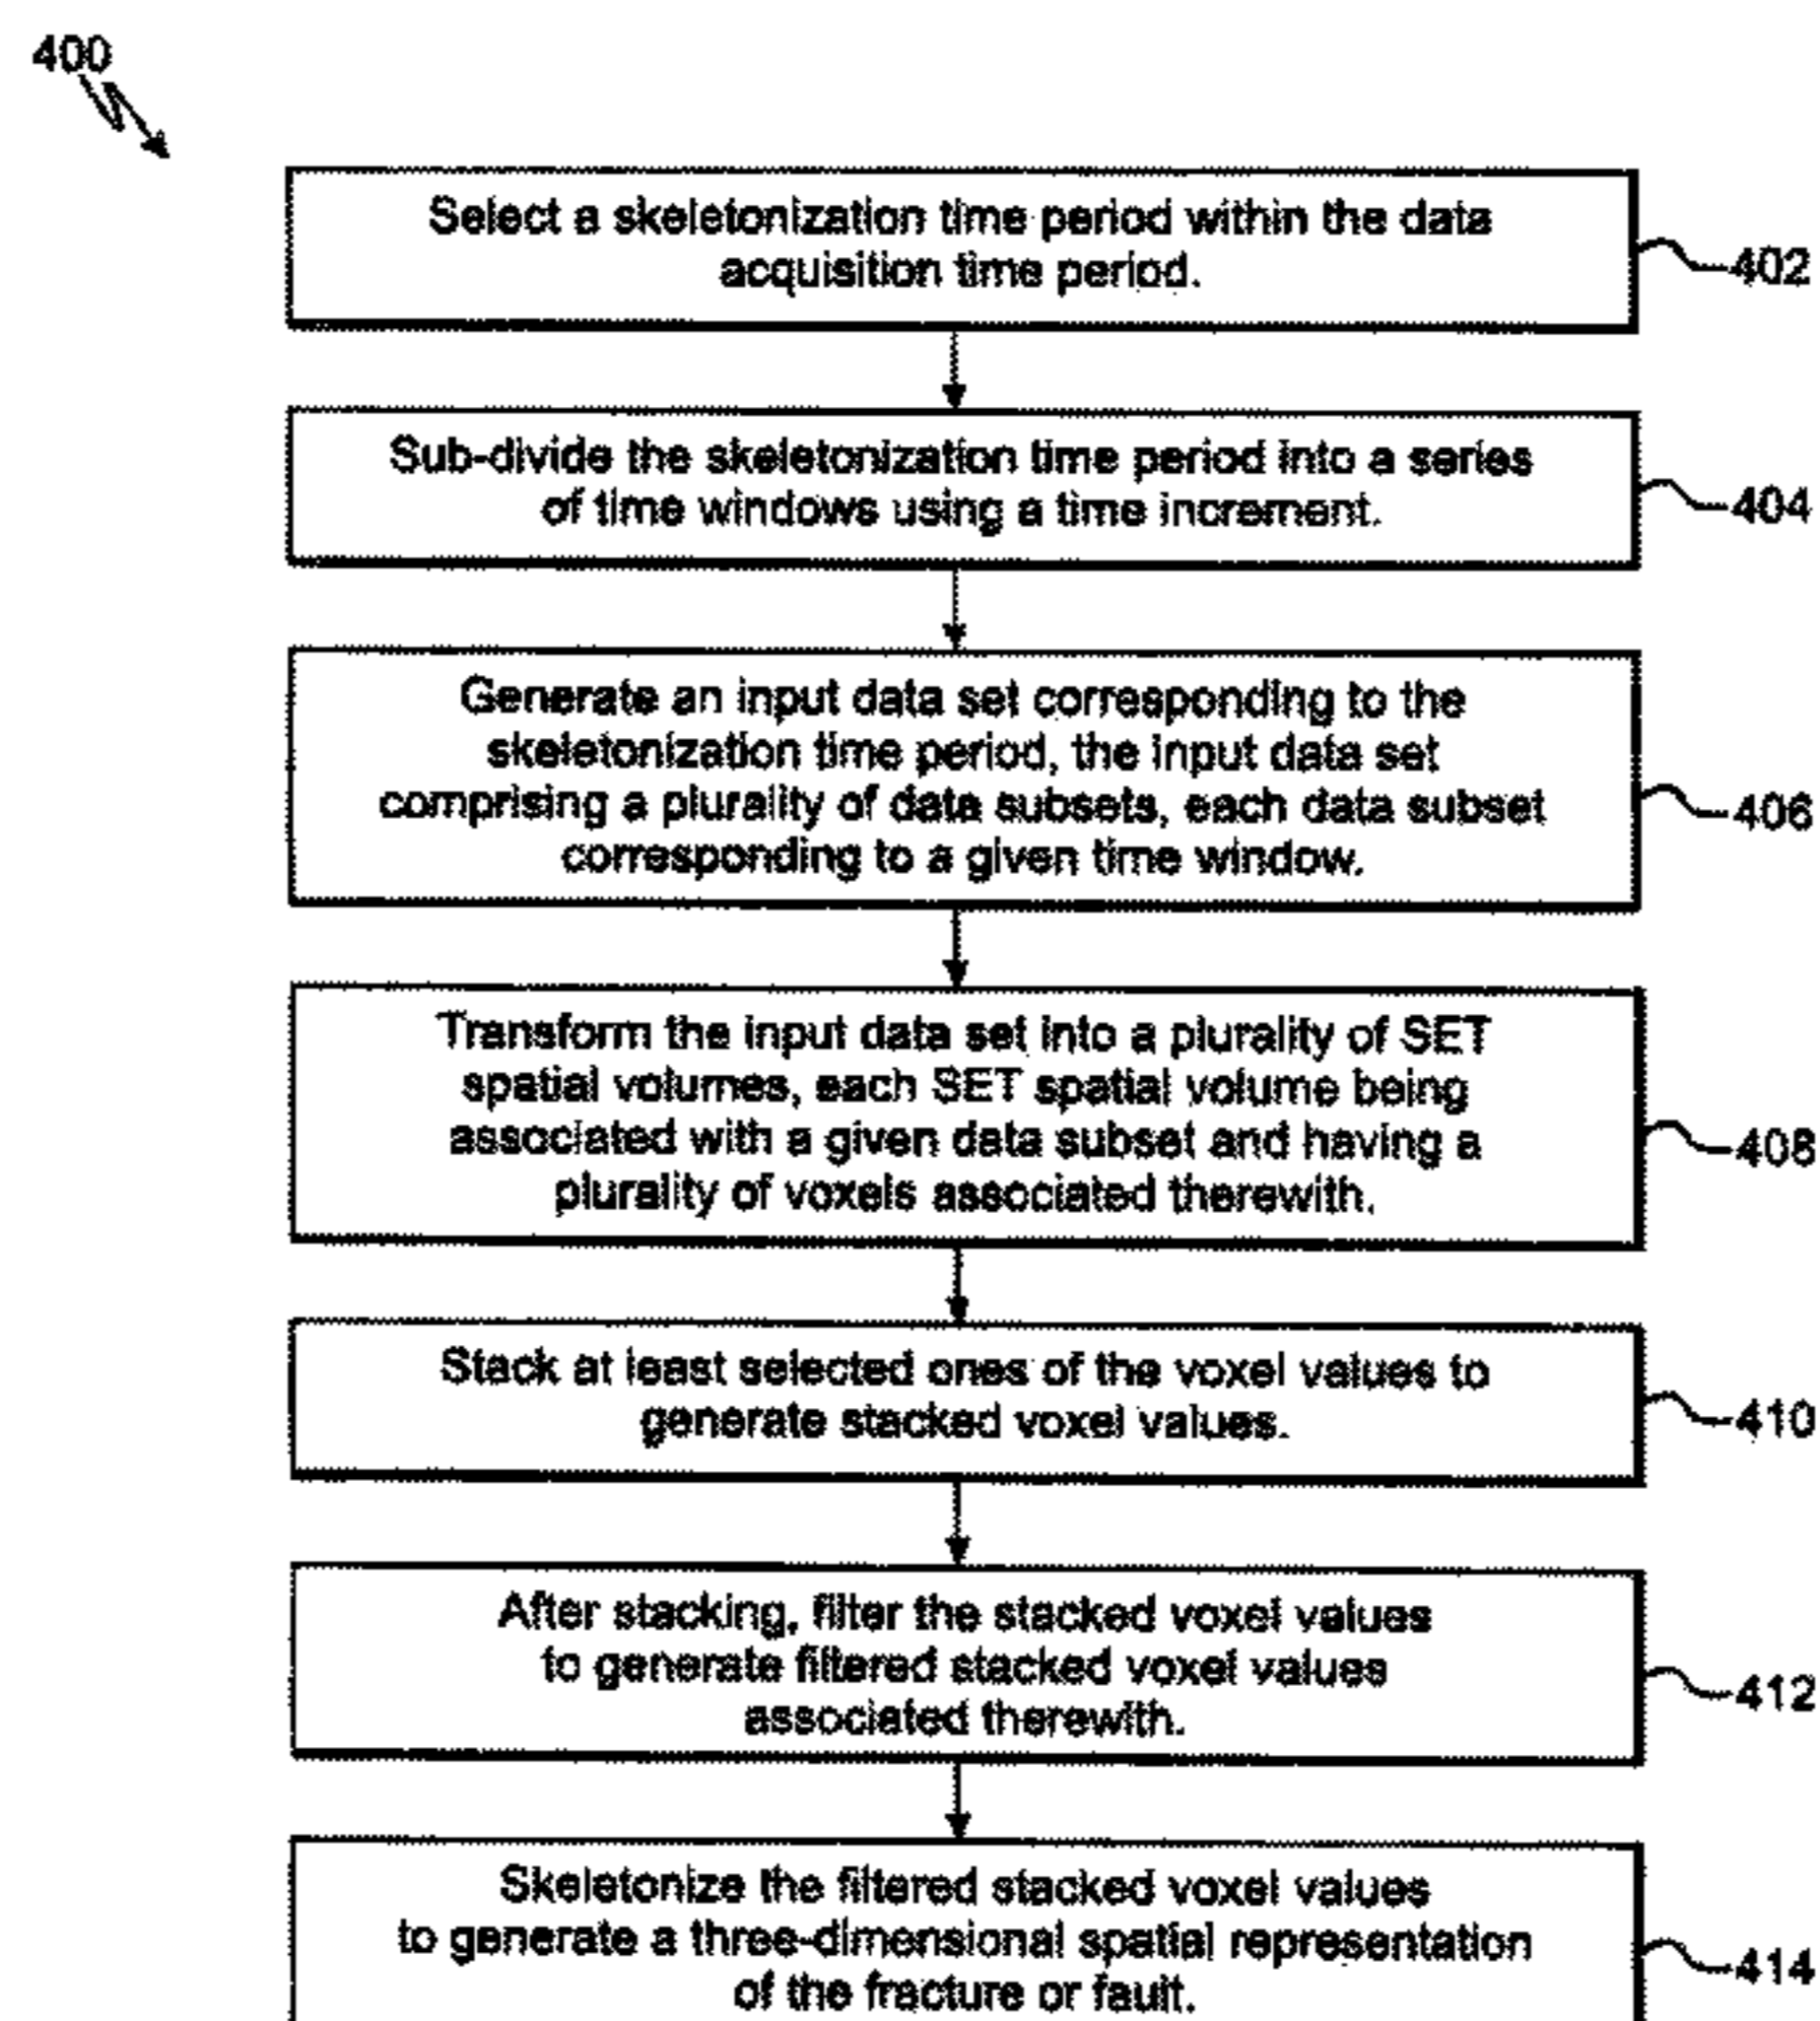 400
Select a skeletonization time period within the data
acquisition time period.
402
Sub-divide the skeletonization time period into a series
of time windows using a time increment.
404
Generate an input data set corresponding to the
skeletonization time period, the input data set
comprising a plurality of data subsets, each data subset
corresponding to a given time window.
406
Transform the input data set into a plurality of SET
spatial volumes, each SET spatial volume being
associated with a given data subset and having a
plurality of voxels associated therewith.
408
Stack at least selected ones of the voxel values to
generate stacked voxel values.
410
After stacking, filter the stacked voxel values
to generate filtered stacked voxel values
associated therewith.
412
Skeletonize the filtered stacked voxel values
to generate a three-dimensional spatial representation
of the fracture or fault.
414